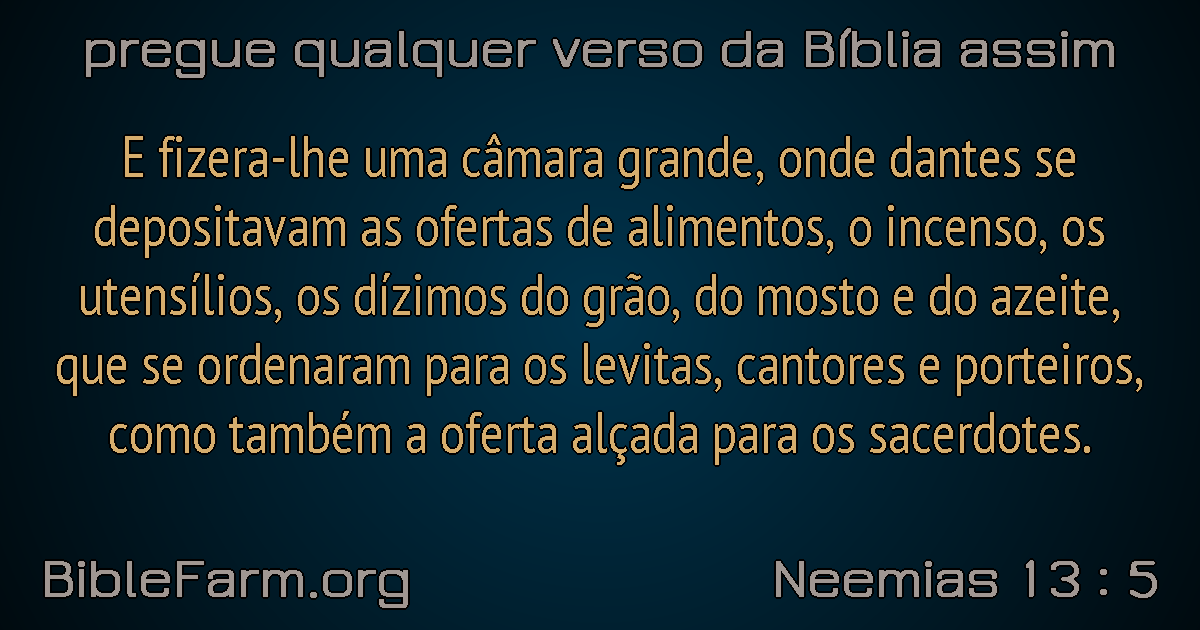 pregue qualquer verso da Bíblia assim
E fizera-lhe uma câmara grande, onde dantes se
depositavam as ofertas de alimentos, o incenso, os
utensílios, os dízimos do grão, do mosto e do azeite,
que se ordenaram para os levitas, cantores e porteiros,
como também a oferta alçada para os sacerdotes.
BibleFarm.org
Neemias 13 : 5